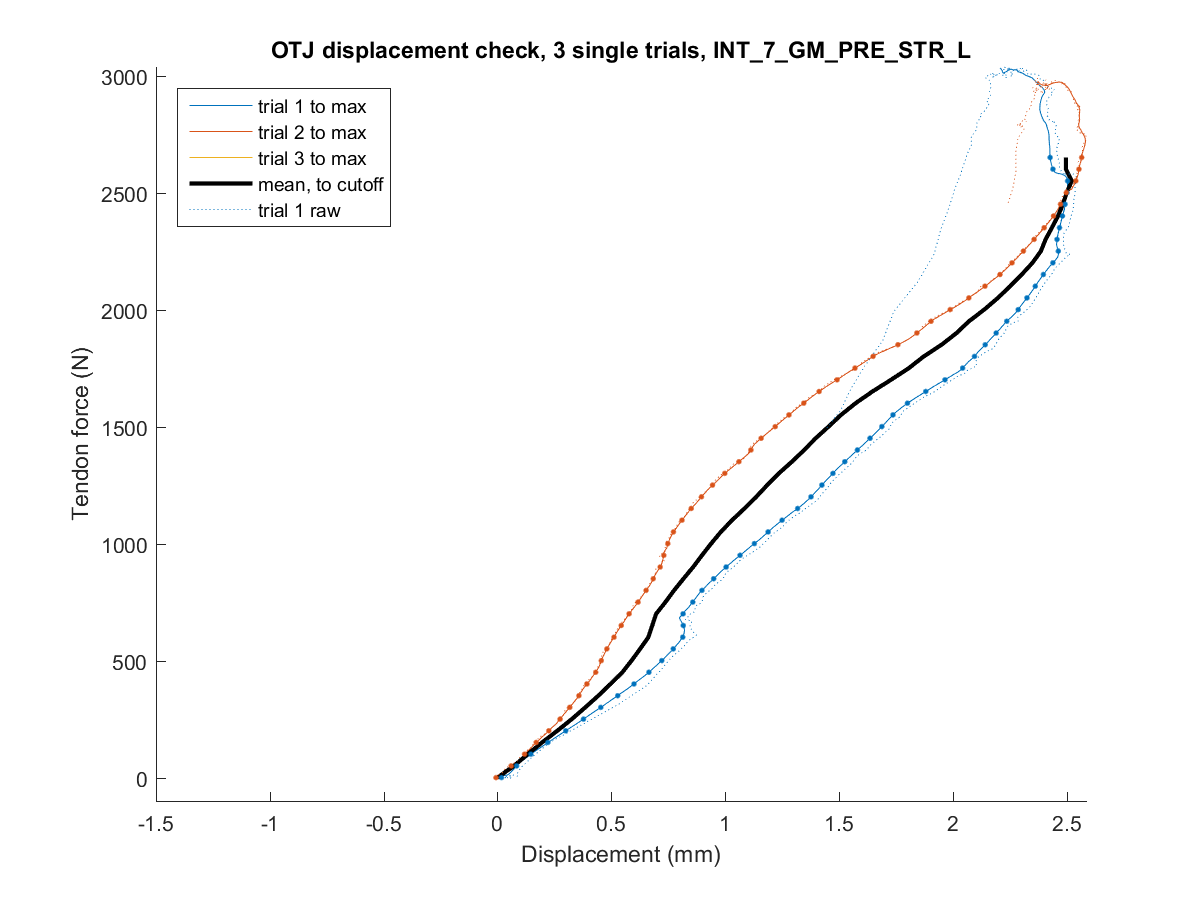 OTJ displacement check, 3 single trials, INT_7_GM_PRE_STR_L
3000
2500
2000
1500
1000
500
0
Tendon force (N)
trial 1 to max
trial 2 to max
trial 3 to max
mean, to cutoff
trial 1 raw
-1.5 -1 -0.5 0 0.5 1 1.5 2 2.5
Displacement (mm)